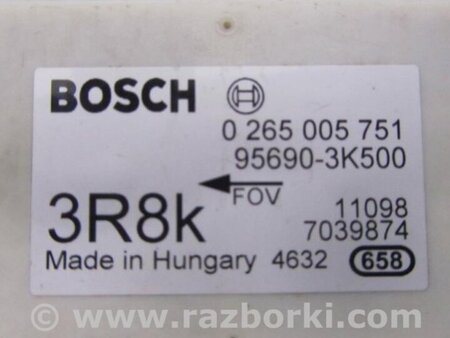 BOSCH
0 265 005 751
95690-3K500
FOV
3R8k
11098
7039874
Made in Hungary 4632 658
© www.razborki.com